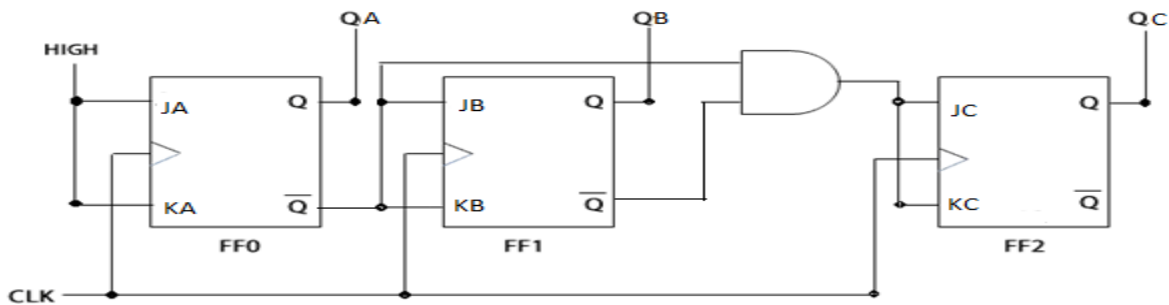 QA QB QC
HIGH
JA Q JB Q JC Q
KA Q̅ KB Q̅ KC Q̅
FF0 FF1 FF2
CLK